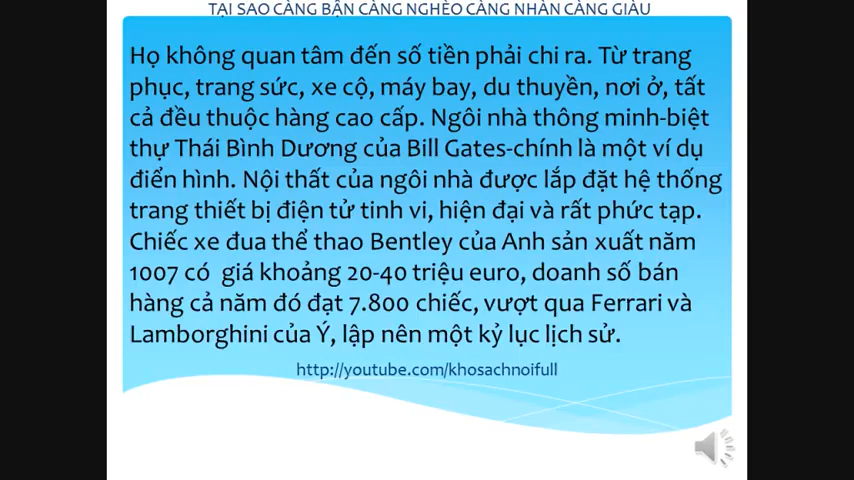 TẠI SAO CÀNG BẬN CÀNG NGHÈO CÀNG NHÀN CÀNG GIÀU
Họ không quan tâm đến số tiền phải chi ra. Từ trang
phục, trang sức, xe cộ, máy bay, du thuyền, nơi ở, tất
cả đều thuộc hàng cao cấp. Ngôi nhà thông minh-biệt
thự Thái Bình Dương của Bill Gates-chính là một ví dụ
điển hình. Nội thất của ngôi nhà được lắp đặt hệ thống
trang thiết bị điện tử tinh vi, hiện đại và rất phức tạp.
Chiếc xe đua thể thao Bentley của Anh sản xuất năm
1007 có  giá khoảng 20-40 triệu euro, doanh số bán
hàng cả năm đó đạt 7.800 chiếc, vượt qua Ferrari và
Lamborghini của Ý, lập nên một kỷ lục lịch sử.
http://youtube.com/khosachnoifull